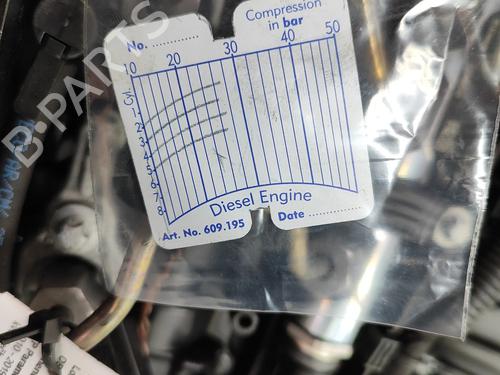 Compression
in bar
No. ..............
10 20 30 40 50
Cyl.
1
2
3
4
5
6
7
8
Diesel Engine
Art. No. 609.195
Date ................
B-PARTS